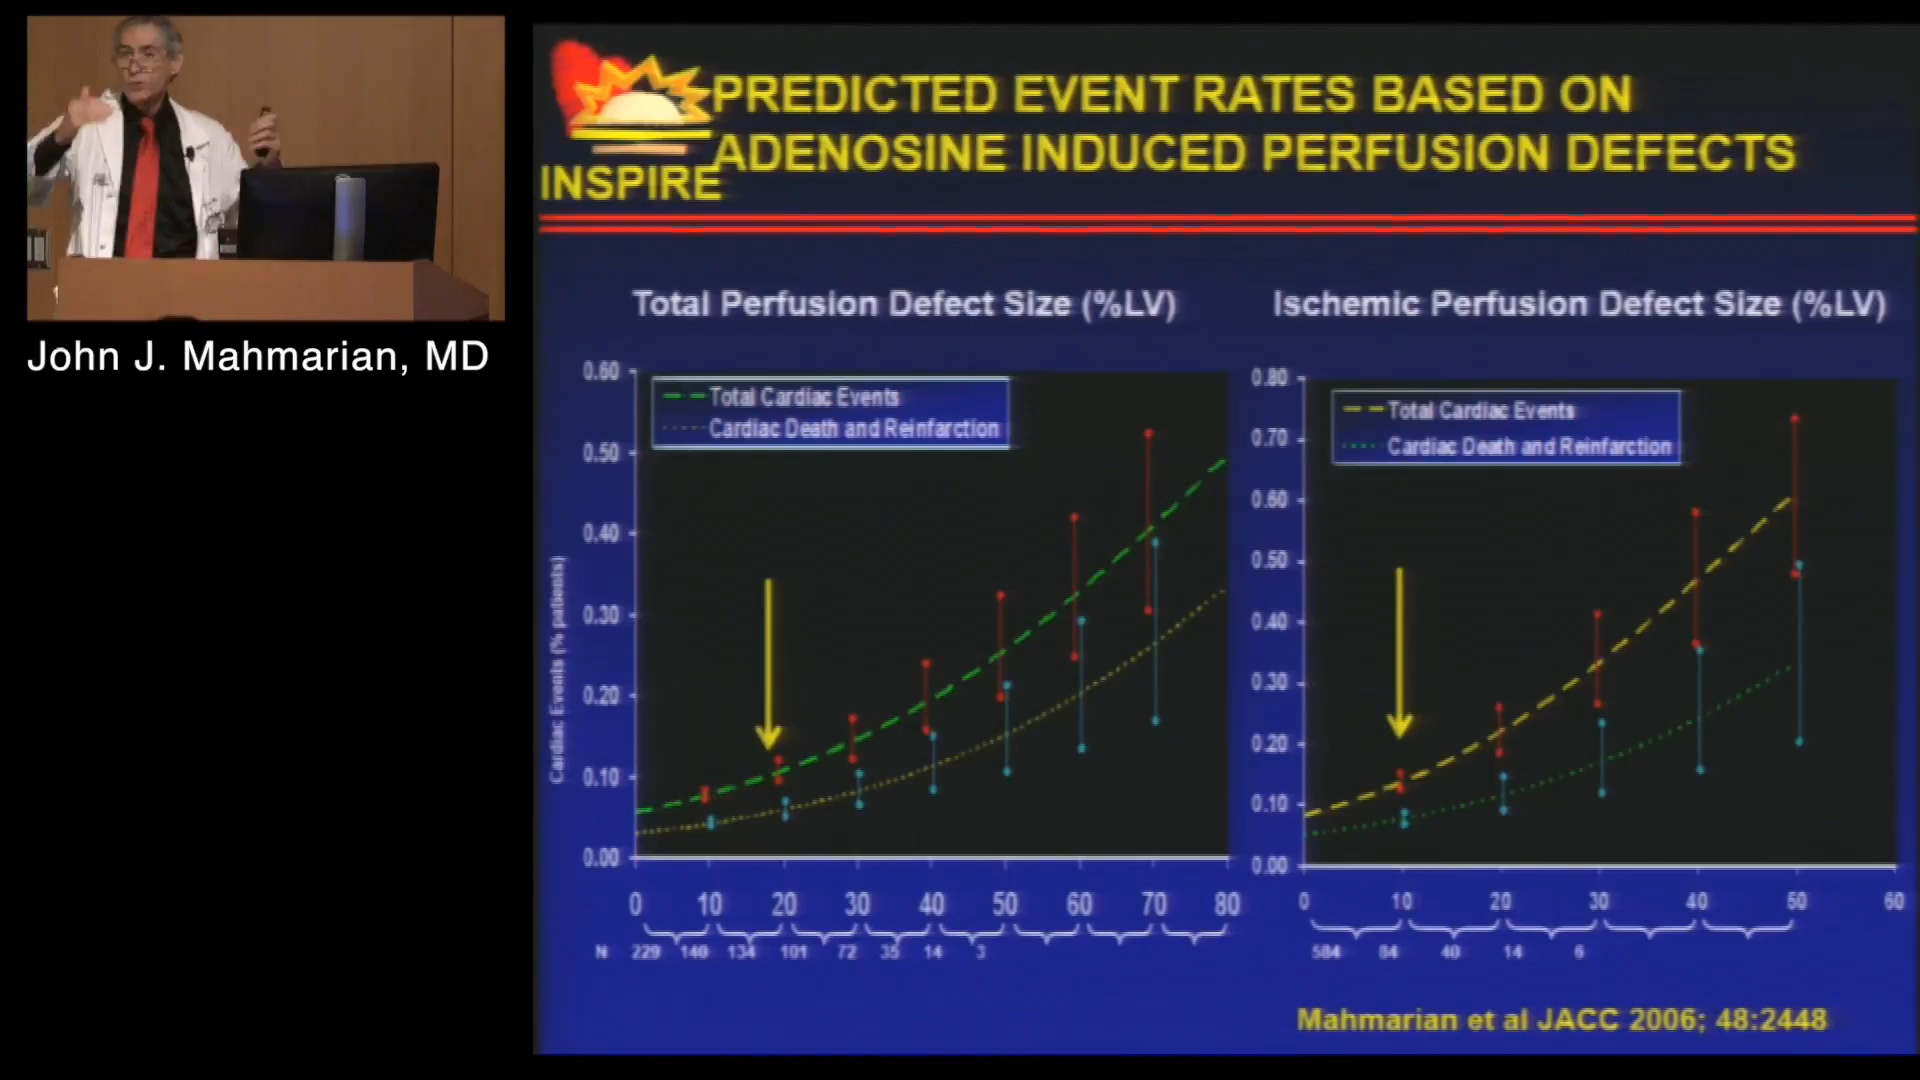 John J. Mahmarian, MD
INSPIRE
PREDICTED EVENT RATES BASED ON
ADENOSINE INDUCED PERFUSION DEFECTS
Total Perfusion Defect Size (%LV)
Cardiac Events (% patients)
0.60
0.50
0.40
0.30
0.20
0.10
0.00
Total Cardiac Events
Cardiac Death and Reinfarction
0 10 20 30 40 50 60 70 80
N 229 140 134 101 72 35 14 3
Ischemic Perfusion Defect Size (%LV)
0.80
0.70
0.60
0.50
0.40
0.30
0.20
0.10
0.00
Total Cardiac Events
Cardiac Death and Reinfarction
0 10 20 30 40 50 60
584 84 40 14 6
Mahmarian et al JACC 2006; 48:2448